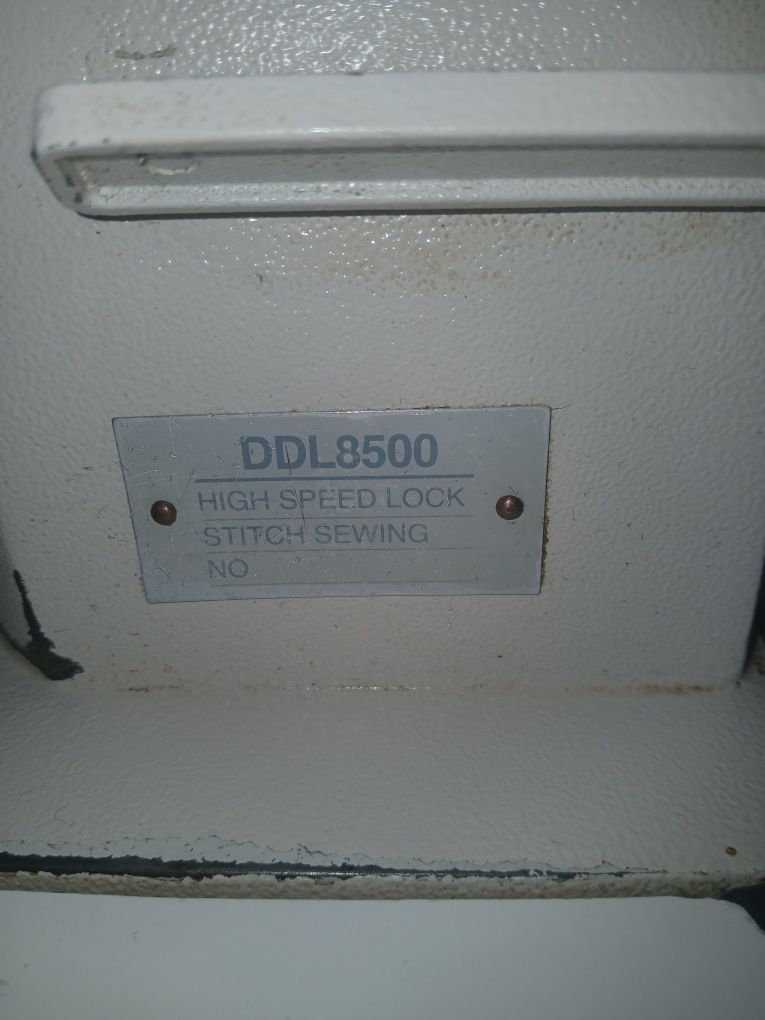 DDL8500
HIGH SPEED LOCK
STITCH SEWING
NO